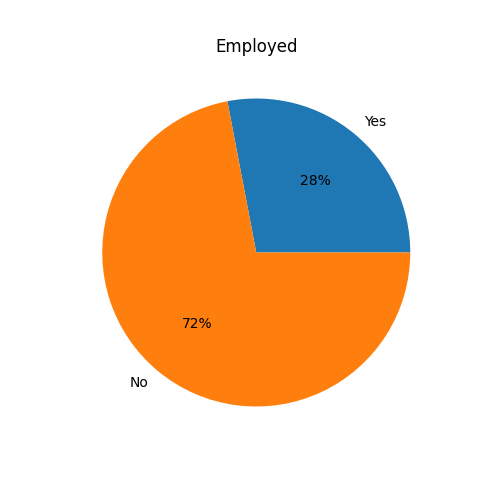 Employed
Yes
28%
72%
No